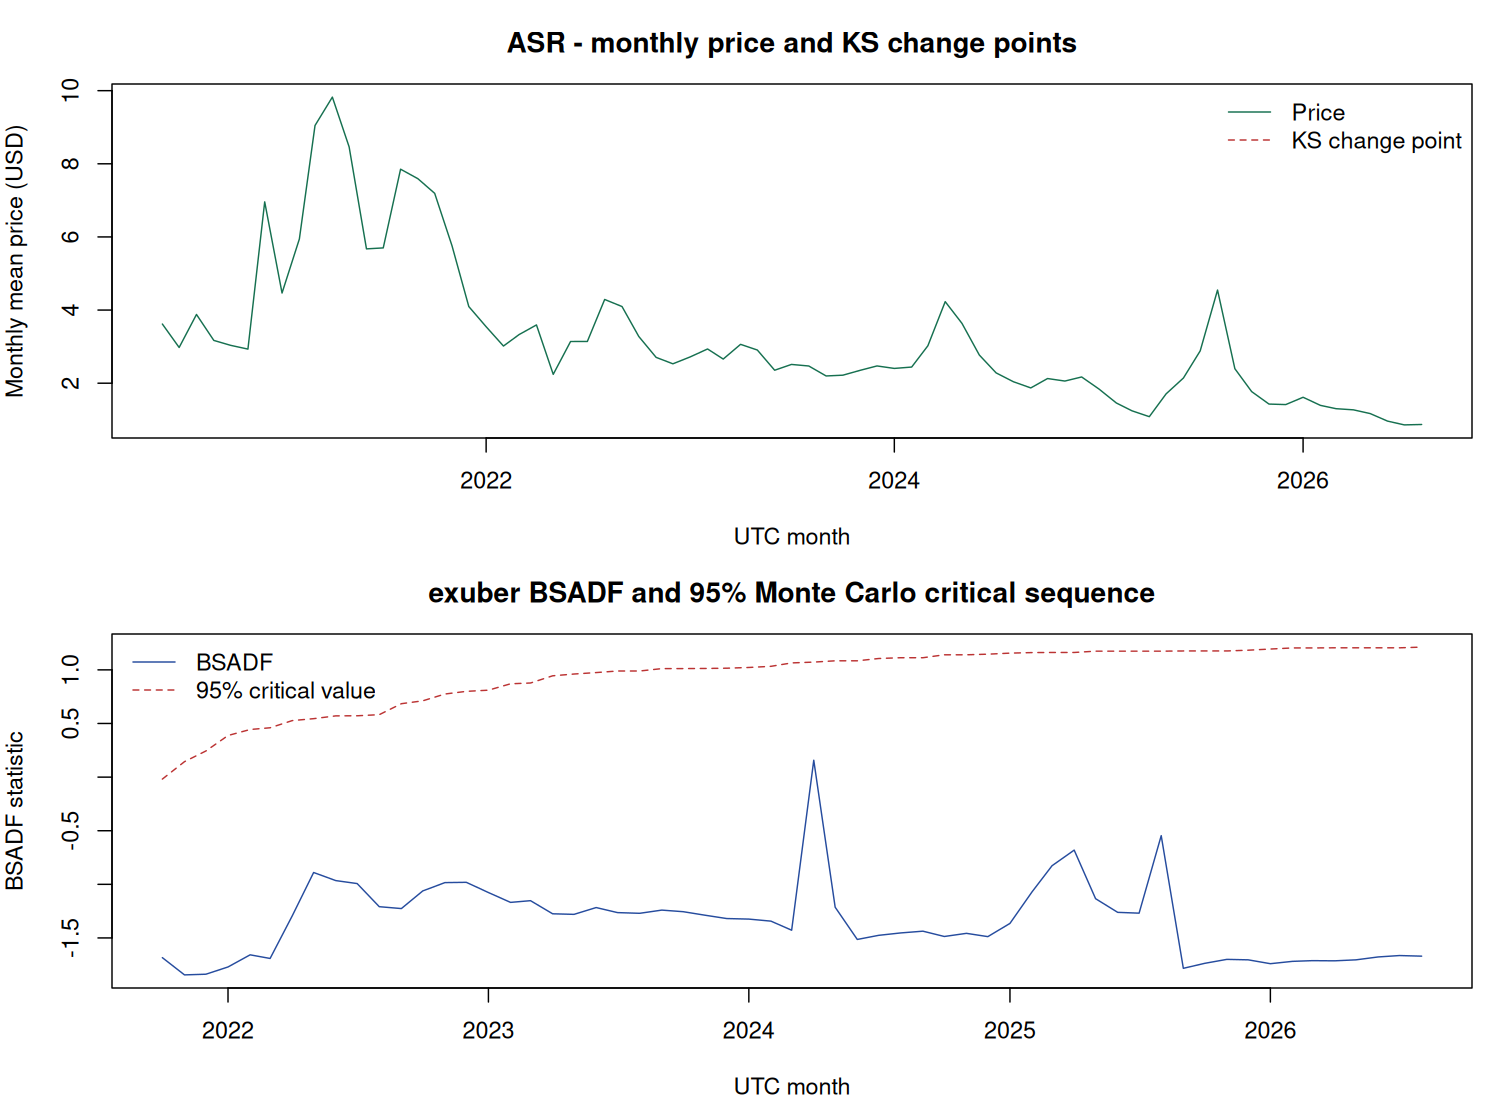 ASR - monthly price and KS change points
Monthly mean price (USD)
10
8
6
4
2
Price
KS change point
2022
2024
2026
UTC month
exuber BSADF and 95% Monte Carlo critical sequence
BSADF statistic
1.0
0.5
-0.5
-1.5
BSADF
95% critical value
2022
2023
2024
2025
2026
UTC month